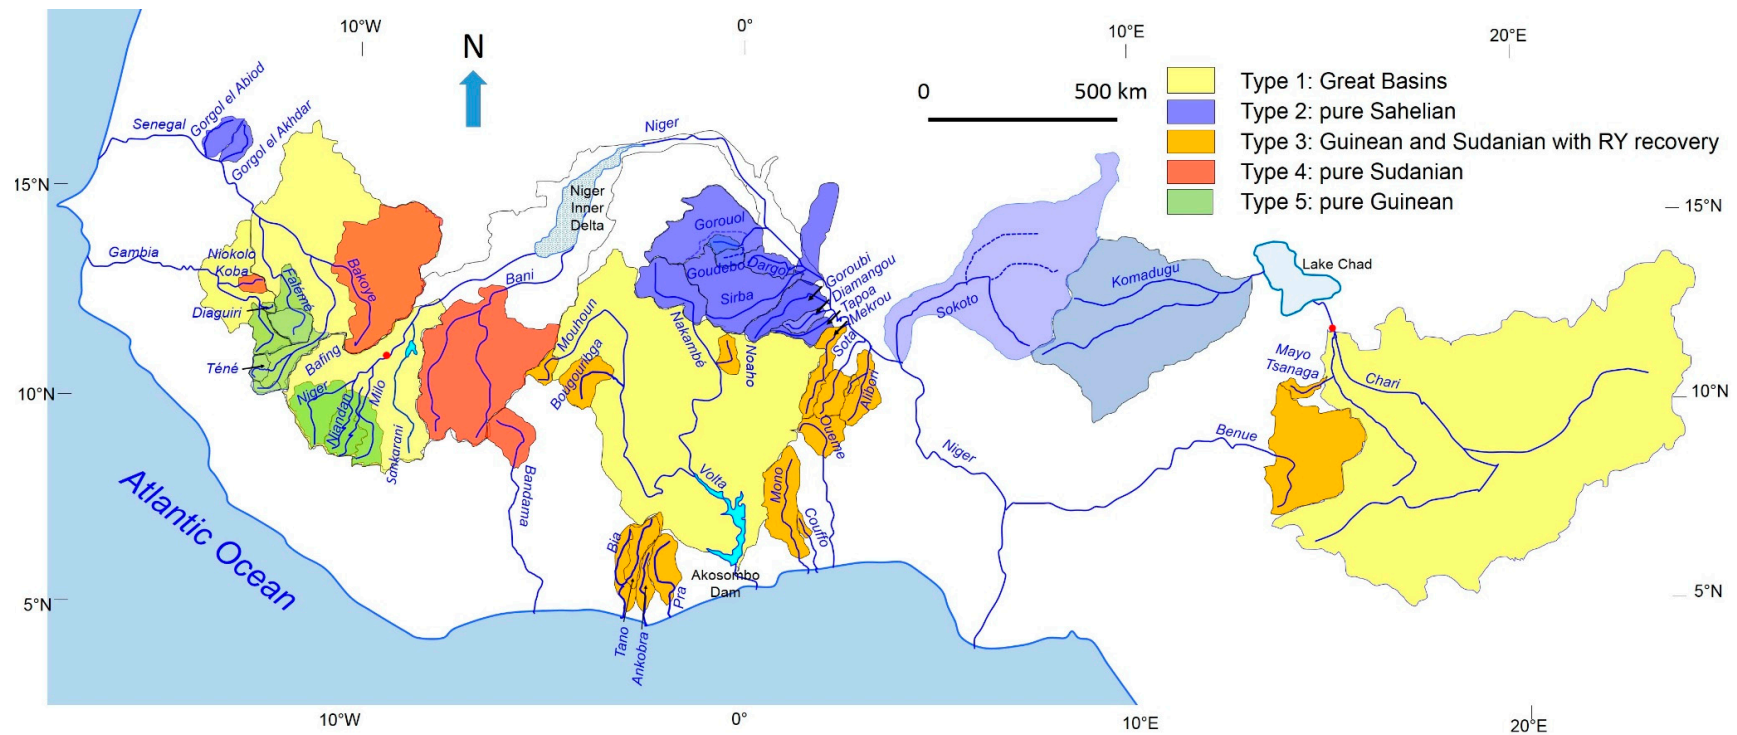 10°W
0°
10°E
20°E
N
0
500 km
Type 1: Great Basins
Type 2: pure Sahelian
Type 3: Guinean and Sudanian with RY recovery
Type 4: pure Sudanian
Type 5: pure Guinean
Gorgol el Abiod
Senegal
Gorgol el Akhdar
Niger
15°N
15°N
Niger
Inner
Delta
Gorouol
Gambia
Niokolo
Koba
Falémé
Bakoye
Bani
Goudebo
Dargol
Goroubi
Diamangou
Tapoa
Mekrou
Sirba
Sokoto
Komadugu
Lake Chad
Diaguiri
Mouhoun
Nakambé
Noaho
Sota
Téné
Bafing
Bougouribga
Alibori
Mayo
Tsanaga
Chari
10°N
10°N
Niger
Niandan
Milo
Sankarani
Oueme
Niger
Benue
Bandama
Volta
Mono
Couffo
Atlantic Ocean
Bia
Akosombo
Dam
Pra
5°N
5°N
Tano
Ankobra
10°W
0°
10°E
20°E